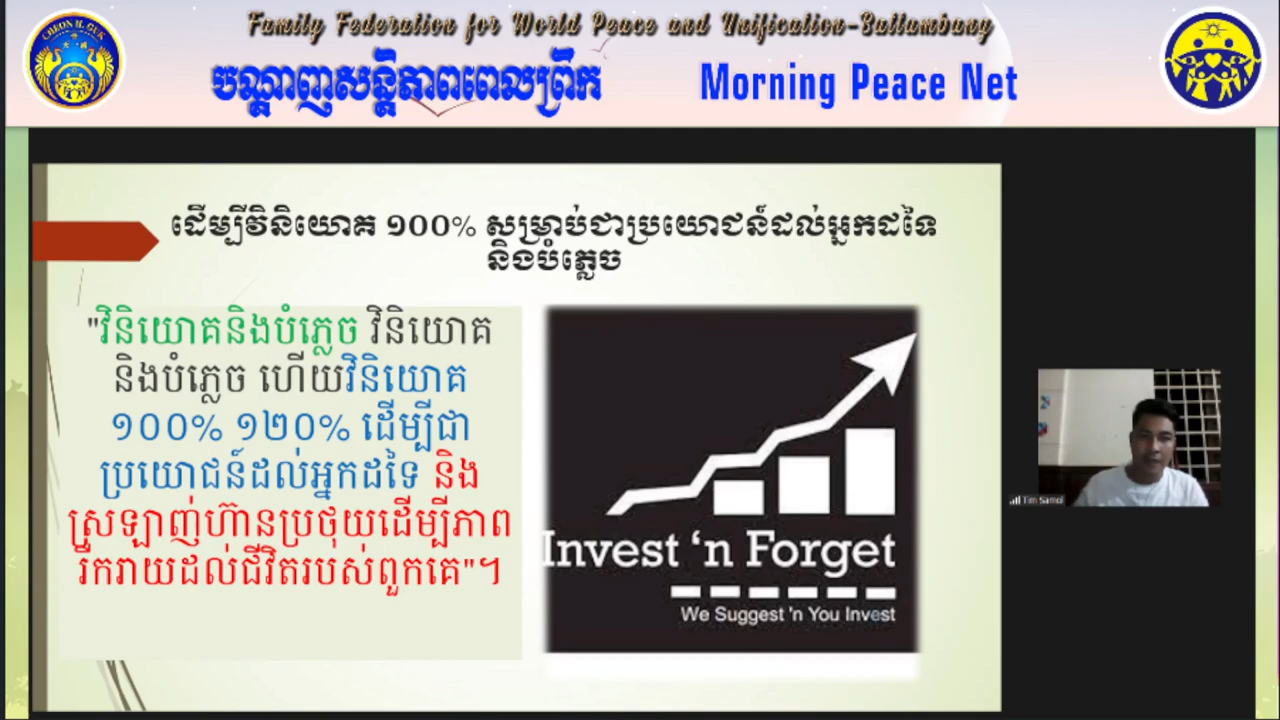 Family Federation for World Peace and Unification-Battambang
បណ្តាញសន្តិភាពពេលព្រឹក
Morning Peace Net
CHEON IL GUK
ដើម្បីវិនិយោគ ១០០% សម្រាប់ជាប្រយោជន៍ដល់អ្នកដទៃ
និងបំភ្លេច
"វិនិយោគនិងបំភ្លេច វិនិយោគ
និងបំភ្លេច ហើយវិនិយោគ
១០០% ១២០% ដើម្បីជា
ប្រយោជន៍ដល់អ្នកដទៃ និង
ស្រឡាញ់ហ៊ានប្រថុយដើម្បីភាព
រីករាយដល់ជីវិតរបស់ពួកគេ"។
Invest ‘n Forget
We Suggest 'n You Invest
Tim Samol